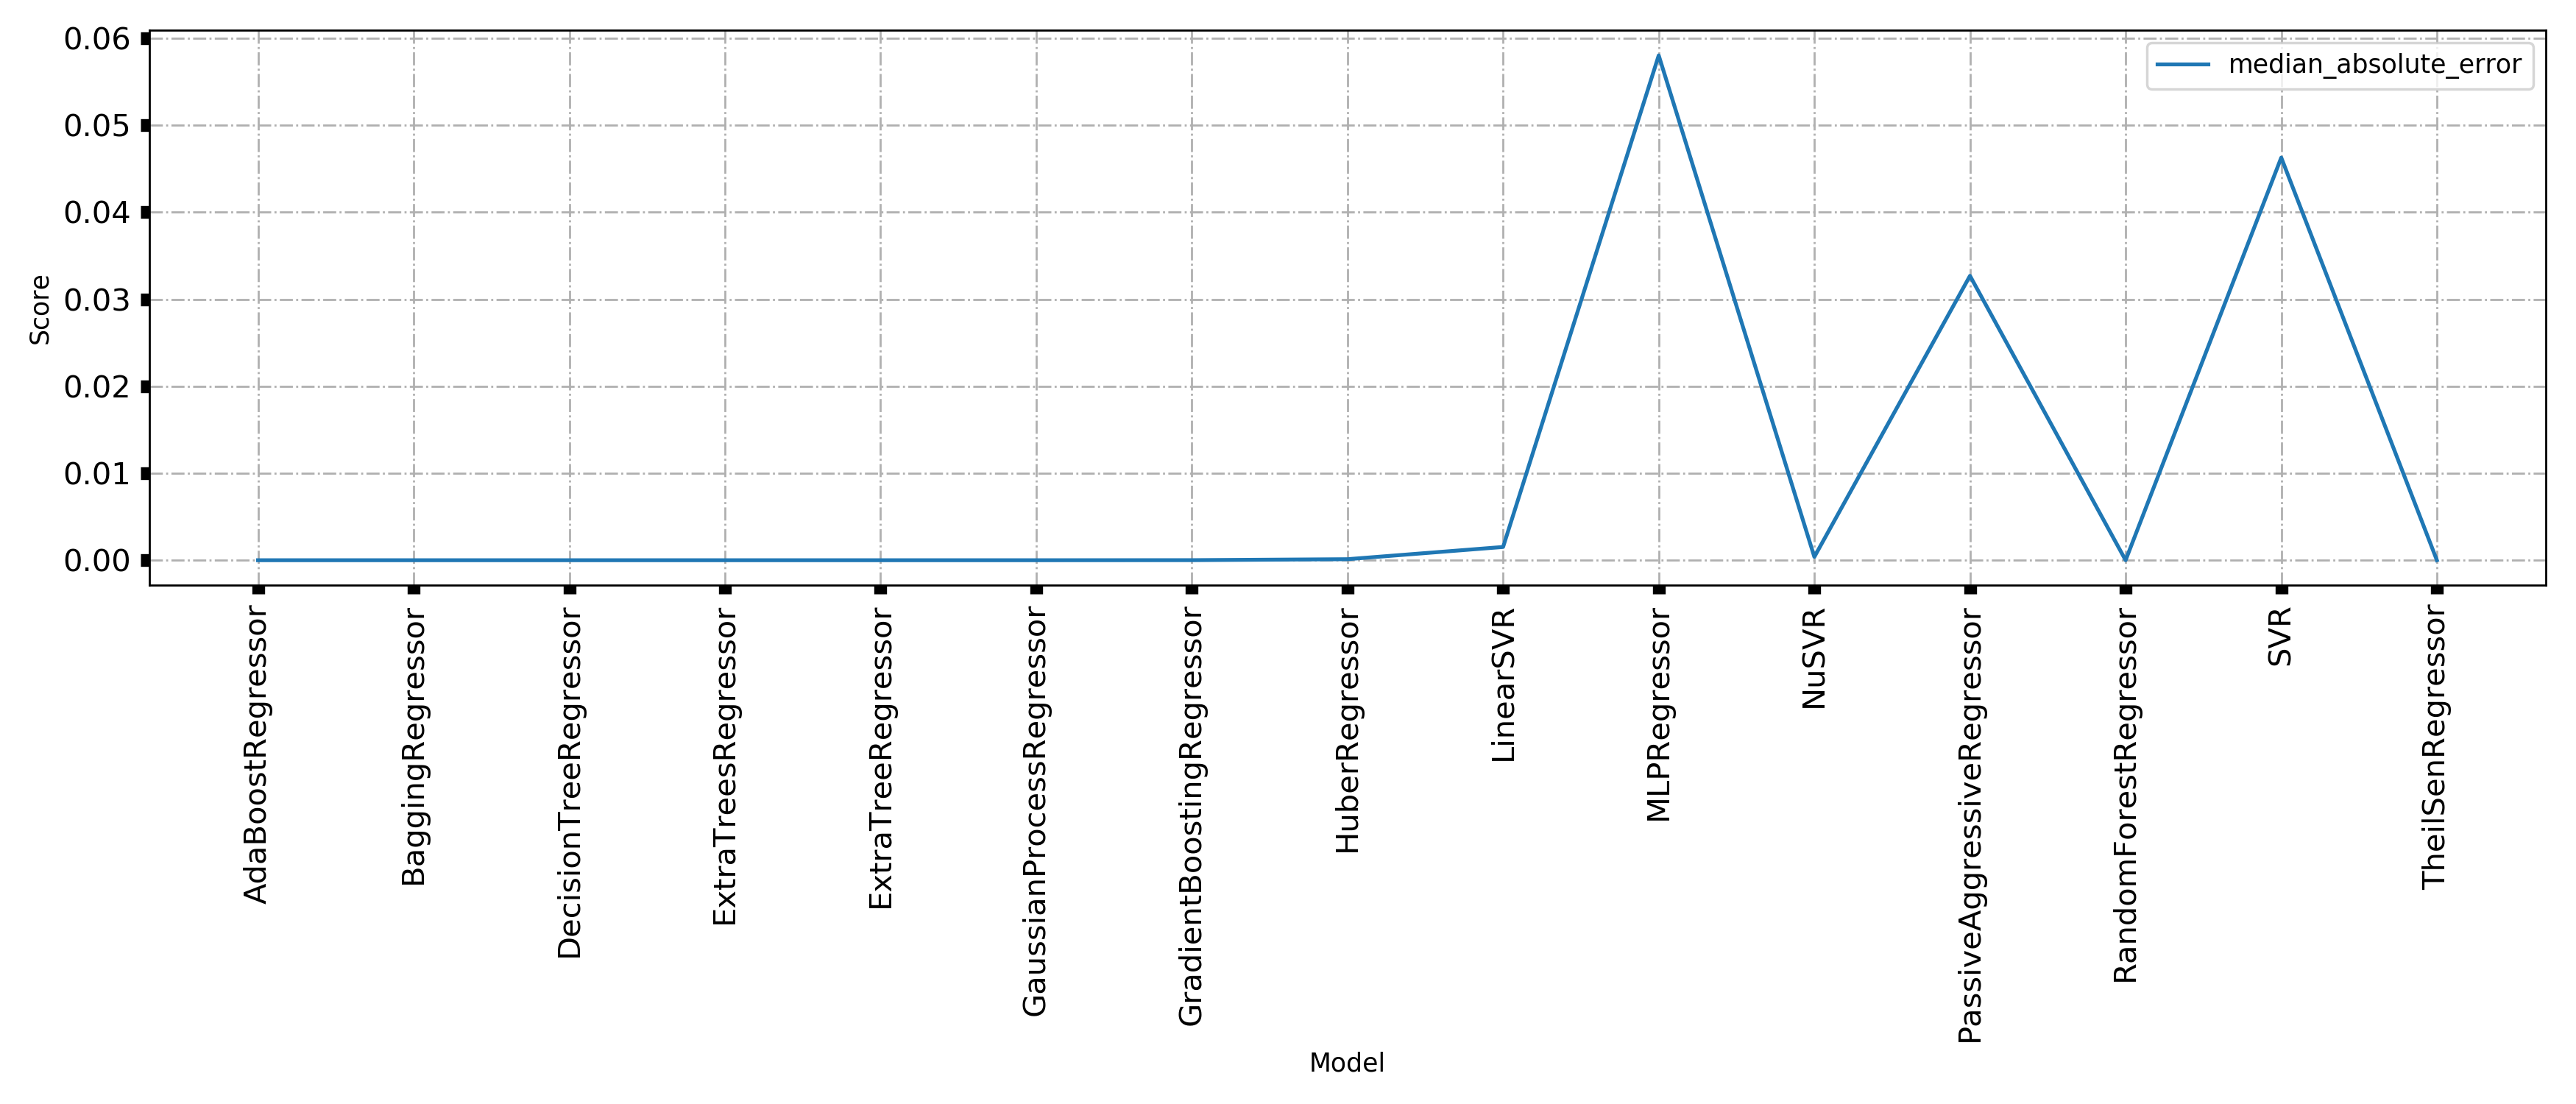 0.06
0.05
0.04
0.03
0.02
0.01
0.00
Score
median_absolute_error
AdaBoostRegressor
BaggingRegressor
DecisionTreeRegressor
ExtraTreesRegressor
ExtraTreeRegressor
GaussianProcessRegressor
GradientBoostingRegressor
HuberRegressor
LinearSVR
MLPRegressor
NuSVR
PassiveAggressiveRegressor
RandomForestRegressor
SVR
TheilSenRegressor
Model